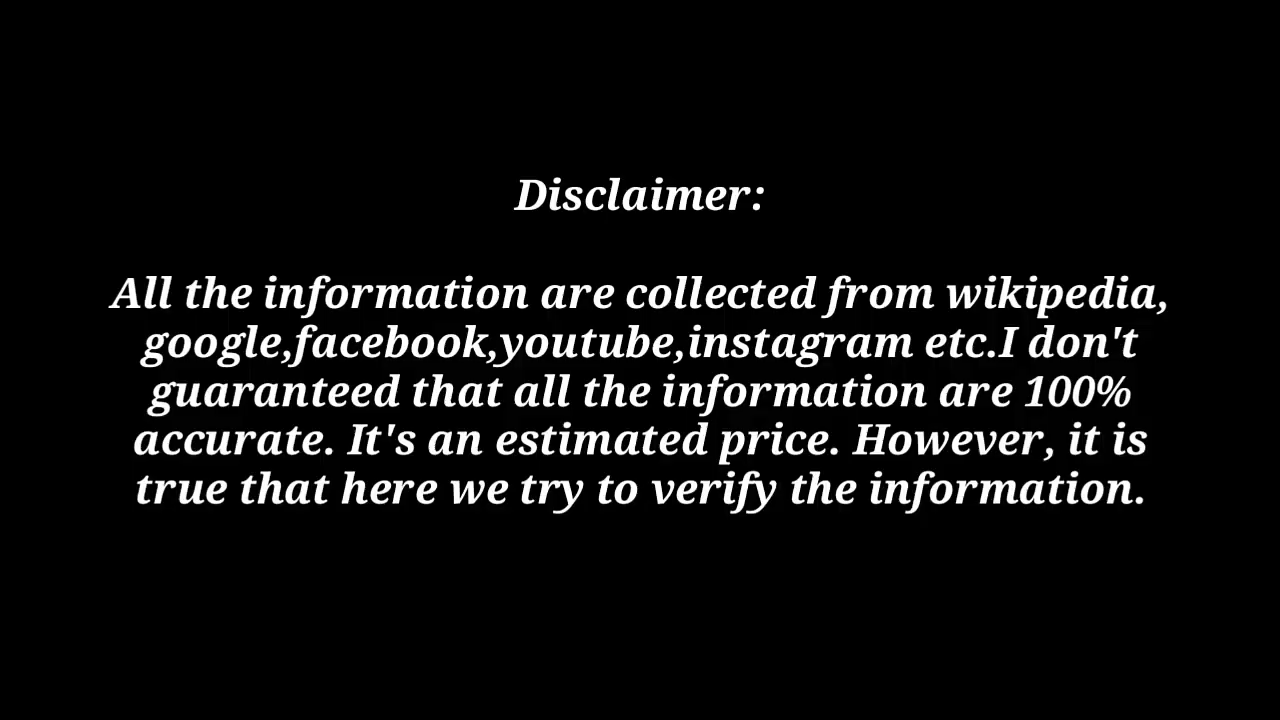 Disclaimer:
All the information are collected from wikipedia,
google,facebook,youtube,instagram etc.I don't
guaranteed that all the information are 100%
accurate. It's an estimated price. However, it is
true that here we try to verify the information.